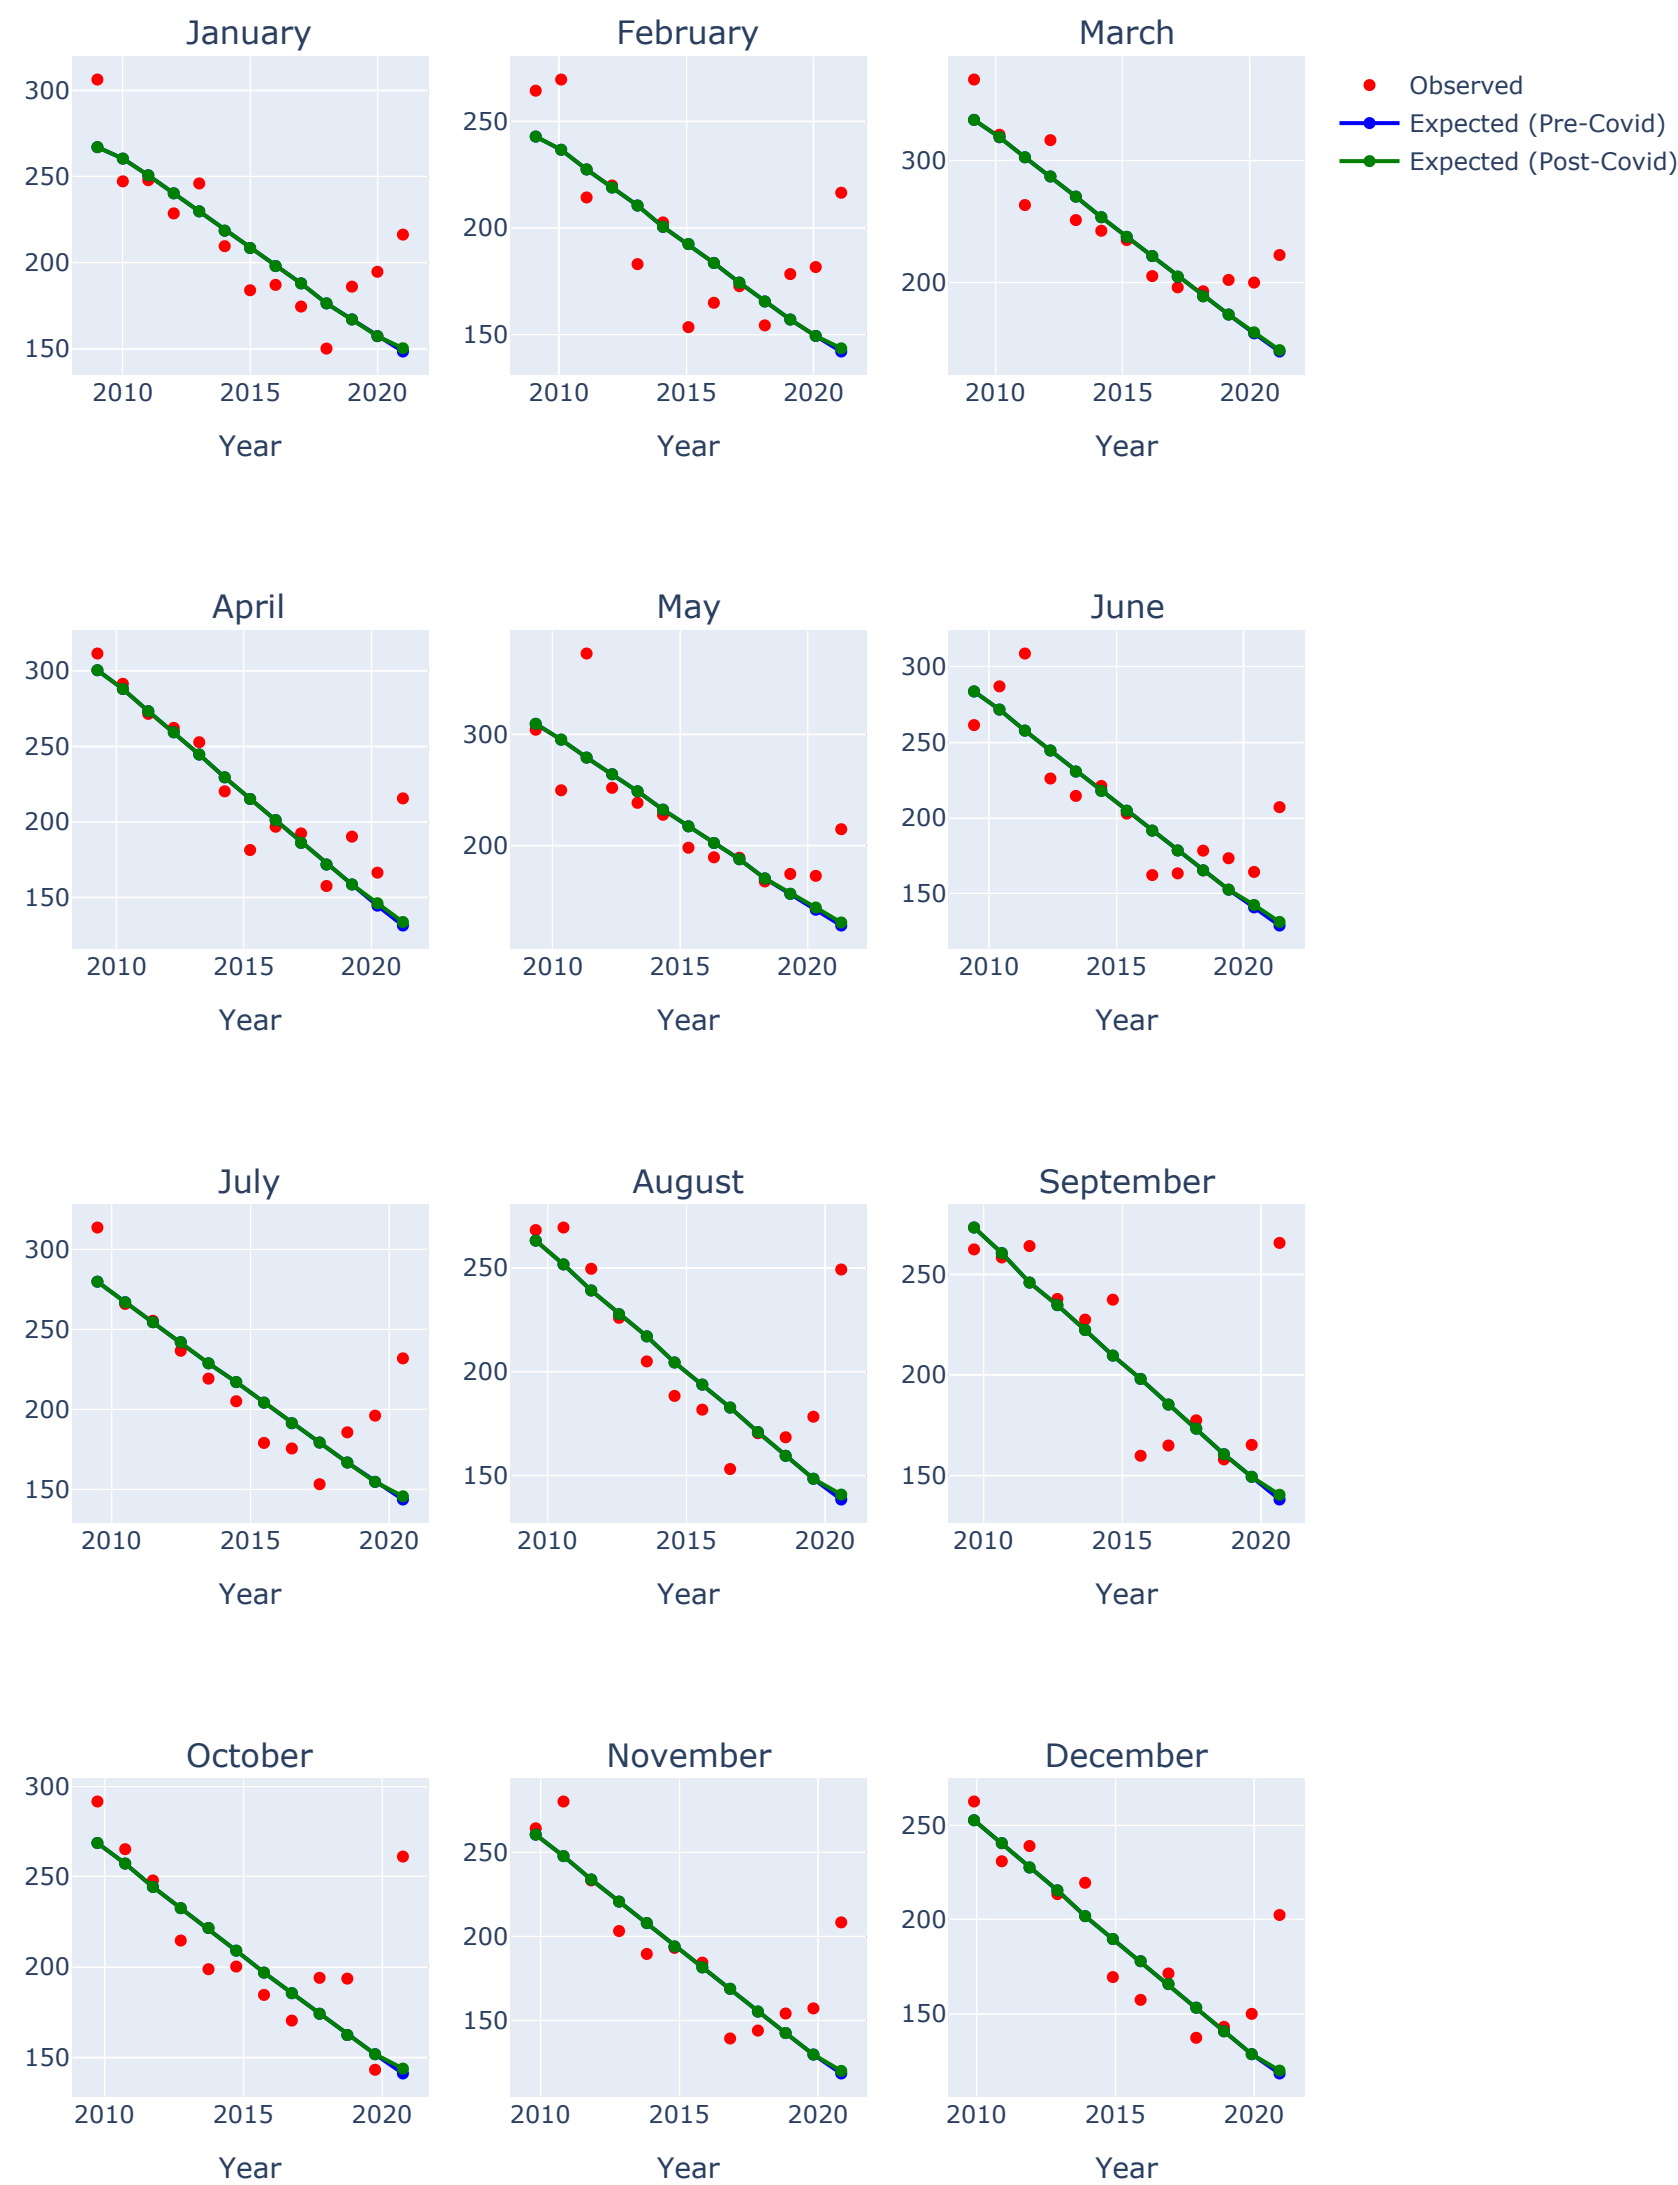 January
February
March
300
250
200
150
2010 2015 2020
Year
250
200
150
2010 2015 2020
Year
300
200
2010 2015 2020
Year
Observed
Expected (Pre-Covid)
Expected (Post-Covid)
April
May
June
300
250
200
150
2010 2015 2020
Year
300
200
2010 2015 2020
Year
300
250
200
150
2010 2015 2020
Year
July
August
September
300
250
200
150
2010 2015 2020
Year
250
200
150
2010 2015 2020
Year
250
200
150
2010 2015 2020
Year
October
November
December
300
250
200
150
2010 2015 2020
Year
250
200
150
2010 2015 2020
Year
250
200
150
2010 2015 2020
Year